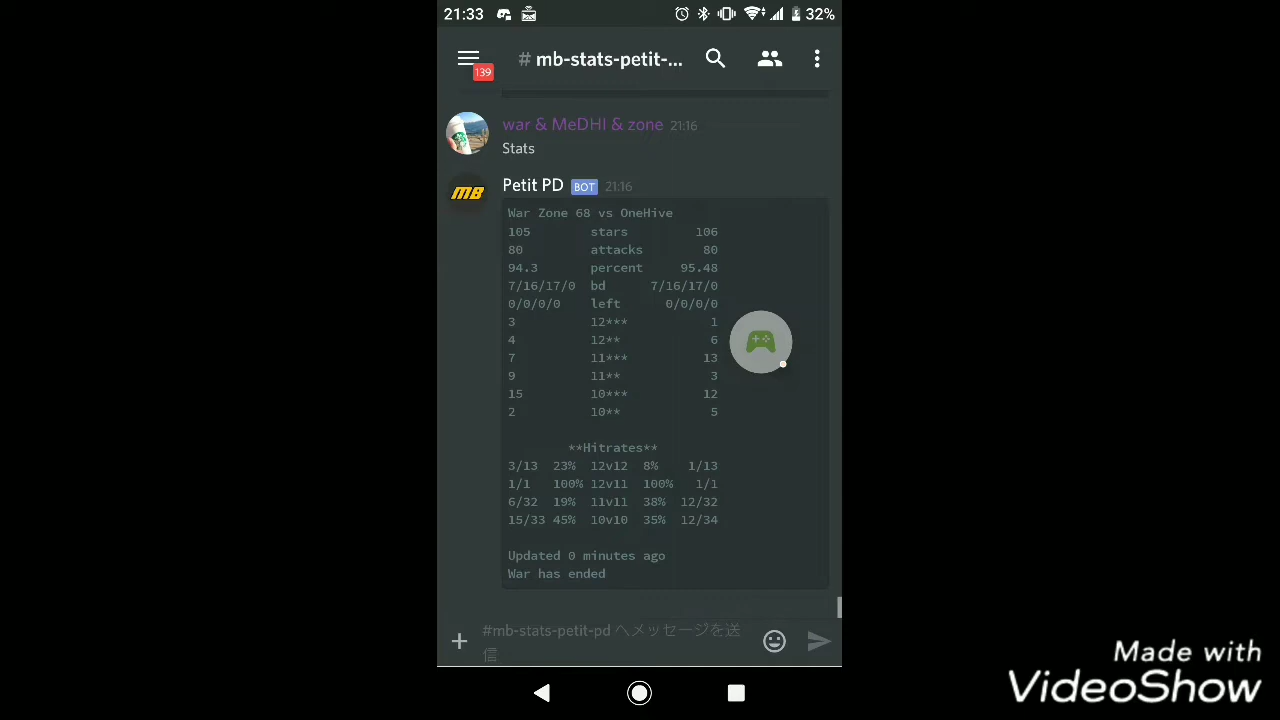 21:33 32%
139
# mb-stats-petit-...
war & MeDHI & zone 21:16
Stats
MB
Petit PD BOT 21:16
War Zone 68 vs OneHive
105 stars 106
80 attacks 80
94.3 percent 95.48
7/16/17/0 bd 7/16/17/0
0/0/0/0 left 0/0/0/0
3 12*** 1
4 12** 6
7 11*** 13
9 11** 3
15 10*** 12
2 10** 5
**Hitrates**
3/13 23% 12v12 8% 1/13
1/1 100% 12v11 100% 1/1
6/32 19% 11v11 38% 12/32
15/33 45% 10v10 35% 12/34
Updated 0 minutes ago
War has ended
#mb-stats-petit-pd へメッセージを送
信
Made with
VideoShow